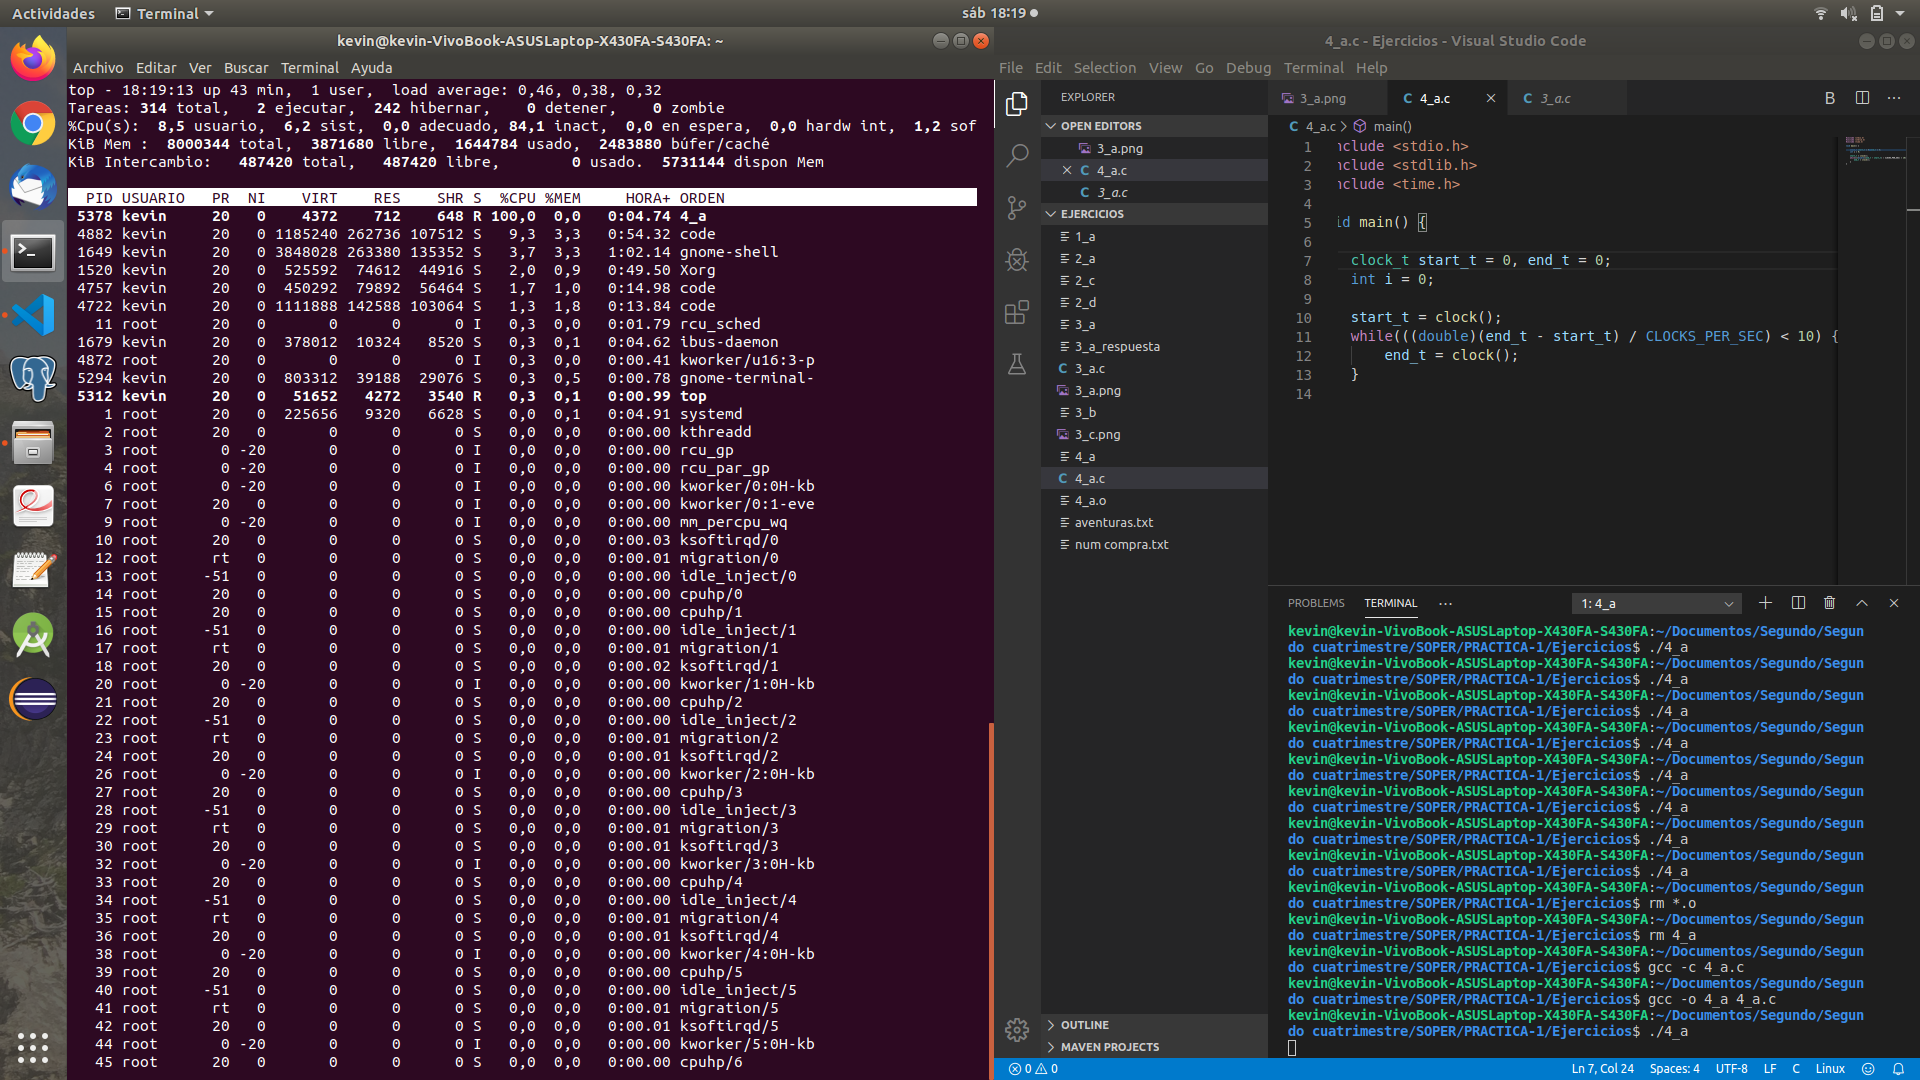 Actividades
Terminal
sáb 18:19
kevin@kevin-VivoBook-ASUSLaptop-X430FA-S430FA: ~
Archivo Editar Ver Buscar Terminal Ayuda
top - 18:19:13 up 43 min,  1 user,  load average: 0,46, 0,38, 0,32
Tareas: 314 total,   2 ejecutar,  242 hibernar,    0 detener,    0 zombie
%Cpu(s):  8,5 usuario,  6,2 sist,  0,0 adecuado, 84,1 inact,  0,0 en espera,  0,0 hardw int,  1,2 sof
KiB Mem :  8000344 total,  3871680 libre,  1644784 usado,  2483880 búfer/caché
KiB Intercambio:   487420 total,   487420 libre,        0 usado.  5731144 dispon Mem
PID USUARIO PR NI VIRT RES SHR S %CPU %MEM HORA+ ORDEN
5378 kevin 20 0 4372 712 648 R 100,0 0,0 0:04.74 4_a
4882 kevin 20 0 1185240 262736 107512 S 9,3 3,3 0:54.32 code
1649 kevin 20 0 3848028 263380 135352 S 3,7 3,3 1:02.14 gnome-shell
1520 kevin 20 0 525592 74612 44916 S 2,0 0,9 0:49.50 Xorg
4757 kevin 20 0 450292 79892 56464 S 1,7 1,0 0:14.98 code
4722 kevin 20 0 1111888 142588 103064 S 1,3 1,8 0:13.84 code
11 root 20 0 0 0 0 I 0,3 0,0 0:01.79 rcu_sched
1679 kevin 20 0 378012 10324 8520 S 0,3 0,1 0:04.62 ibus-daemon
4872 root 20 0 0 0 0 I 0,3 0,0 0:00.41 kworker/u16:3-p
5294 kevin 20 0 803312 39188 29076 S 0,3 0,5 0:00.78 gnome-terminal-
5312 kevin 20 0 51652 4272 3540 R 0,3 0,1 0:00.99 top
1 root 20 0 225656 9320 6628 S 0,0 0,1 0:04.91 systemd
2 root 20 0 0 0 0 S 0,0 0,0 0:00.00 kthreadd
3 root 0 -20 0 0 0 I 0,0 0,0 0:00.00 rcu_gp
4 root 0 -20 0 0 0 I 0,0 0,0 0:00.00 rcu_par_gp
6 root 0 -20 0 0 0 I 0,0 0,0 0:00.00 kworker/0:0H-kb
7 root 20 0 0 0 0 I 0,0 0,0 0:00.00 kworker/0:1-eve
9 root 0 -20 0 0 0 I 0,0 0,0 0:00.00 mm_percpu_wq
10 root 20 0 0 0 0 S 0,0 0,0 0:00.03 ksoftirqd/0
12 root rt 0 0 0 0 S 0,0 0,0 0:00.01 migration/0
13 root -51 0 0 0 0 S 0,0 0,0 0:00.00 idle_inject/0
14 root 20 0 0 0 0 S 0,0 0,0 0:00.00 cpuhp/0
15 root 20 0 0 0 0 S 0,0 0,0 0:00.00 cpuhp/1
16 root -51 0 0 0 0 S 0,0 0,0 0:00.00 idle_inject/1
17 root rt 0 0 0 0 S 0,0 0,0 0:00.01 migration/1
18 root 20 0 0 0 0 S 0,0 0,0 0:00.02 ksoftirqd/1
20 root 0 -20 0 0 0 I 0,0 0,0 0:00.00 kworker/1:0H-kb
21 root 20 0 0 0 0 S 0,0 0,0 0:00.00 cpuhp/2
22 root -51 0 0 0 0 S 0,0 0,0 0:00.00 idle_inject/2
23 root rt 0 0 0 0 S 0,0 0,0 0:00.01 migration/2
24 root 20 0 0 0 0 S 0,0 0,0 0:00.01 ksoftirqd/2
26 root 0 -20 0 0 0 I 0,0 0,0 0:00.00 kworker/2:0H-kb
27 root 20 0 0 0 0 S 0,0 0,0 0:00.00 cpuhp/3
28 root -51 0 0 0 0 S 0,0 0,0 0:00.00 idle_inject/3
29 root rt 0 0 0 0 S 0,0 0,0 0:00.01 migration/3
30 root 20 0 0 0 0 S 0,0 0,0 0:00.01 ksoftirqd/3
32 root 0 -20 0 0 0 I 0,0 0,0 0:00.00 kworker/3:0H-kb
33 root 20 0 0 0 0 S 0,0 0,0 0:00.00 cpuhp/4
34 root -51 0 0 0 0 S 0,0 0,0 0:00.00 idle_inject/4
35 root rt 0 0 0 0 S 0,0 0,0 0:00.01 migration/4
36 root 20 0 0 0 0 S 0,0 0,0 0:00.01 ksoftirqd/4
38 root 0 -20 0 0 0 I 0,0 0,0 0:00.00 kworker/4:0H-kb
39 root 20 0 0 0 0 S 0,0 0,0 0:00.00 cpuhp/5
40 root -51 0 0 0 0 S 0,0 0,0 0:00.00 idle_inject/5
41 root rt 0 0 0 0 S 0,0 0,0 0:00.01 migration/5
42 root 20 0 0 0 0 S 0,0 0,0 0:00.01 ksoftirqd/5
44 root 0 -20 0 0 0 I 0,0 0,0 0:00.00 kworker/5:0H-kb
45 root 20 0 0 0 0 S 0,0 0,0 0:00.00 cpuhp/6
4_a.c - Ejercicios - Visual Studio Code
File Edit Selection View Go Debug Terminal Help
EXPLORER
OPEN EDITORS
3_a.png
4_a.c
3_a.c
EJERCICIOS
1_a
2_a
2_c
2_d
3_a
3_a_respuesta
3_a.c
3_a.png
3_b
3_c.png
4_a
4_a.c
4_a.o
aventuras.txt
num compra.txt
OUTLINE
MAVEN PROJECTS
3_a.png
4_a.c
3_a.c
4_a.c > main()
1 nclude <stdio.h>
2 nclude <stdlib.h>
3 nclude <time.h>
4
5 id main() {
6
7 clock_t start_t = 0, end_t = 0;
8 int i = 0;
9
10 start_t = clock();
11 while(((double)(end_t - start_t) / CLOCKS_PER_SEC) < 10) {
12 end_t = clock();
13 }
14
PROBLEMS TERMINAL ···
1: 4_a
kevin@kevin-VivoBook-ASUSLaptop-X430FA-S430FA:~/Documentos/Segundo/Segun
do cuatrimestre/SOPER/PRACTICA-1/Ejercicios$ ./4_a
kevin@kevin-VivoBook-ASUSLaptop-X430FA-S430FA:~/Documentos/Segundo/Segun
do cuatrimestre/SOPER/PRACTICA-1/Ejercicios$ ./4_a
kevin@kevin-VivoBook-ASUSLaptop-X430FA-S430FA:~/Documentos/Segundo/Segun
do cuatrimestre/SOPER/PRACTICA-1/Ejercicios$ ./4_a
kevin@kevin-VivoBook-ASUSLaptop-X430FA-S430FA:~/Documentos/Segundo/Segun
do cuatrimestre/SOPER/PRACTICA-1/Ejercicios$ ./4_a
kevin@kevin-VivoBook-ASUSLaptop-X430FA-S430FA:~/Documentos/Segundo/Segun
do cuatrimestre/SOPER/PRACTICA-1/Ejercicios$ ./4_a
kevin@kevin-VivoBook-ASUSLaptop-X430FA-S430FA:~/Documentos/Segundo/Segun
do cuatrimestre/SOPER/PRACTICA-1/Ejercicios$ ./4_a
kevin@kevin-VivoBook-ASUSLaptop-X430FA-S430FA:~/Documentos/Segundo/Segun
do cuatrimestre/SOPER/PRACTICA-1/Ejercicios$ ./4_a
kevin@kevin-VivoBook-ASUSLaptop-X430FA-S430FA:~/Documentos/Segundo/Segun
do cuatrimestre/SOPER/PRACTICA-1/Ejercicios$ ./4_a
kevin@kevin-VivoBook-ASUSLaptop-X430FA-S430FA:~/Documentos/Segundo/Segun
do cuatrimestre/SOPER/PRACTICA-1/Ejercicios$ rm *.o
kevin@kevin-VivoBook-ASUSLaptop-X430FA-S430FA:~/Documentos/Segundo/Segun
do cuatrimestre/SOPER/PRACTICA-1/Ejercicios$ rm 4_a
kevin@kevin-VivoBook-ASUSLaptop-X430FA-S430FA:~/Documentos/Segundo/Segun
do cuatrimestre/SOPER/PRACTICA-1/Ejercicios$ gcc -c 4_a.c
kevin@kevin-VivoBook-ASUSLaptop-X430FA-S430FA:~/Documentos/Segundo/Segun
do cuatrimestre/SOPER/PRACTICA-1/Ejercicios$ gcc -o 4_a 4_a.c
kevin@kevin-VivoBook-ASUSLaptop-X430FA-S430FA:~/Documentos/Segundo/Segun
do cuatrimestre/SOPER/PRACTICA-1/Ejercicios$ ./4_a
0 0
Ln 7, Col 24 Spaces: 4 UTF-8 LF C Linux